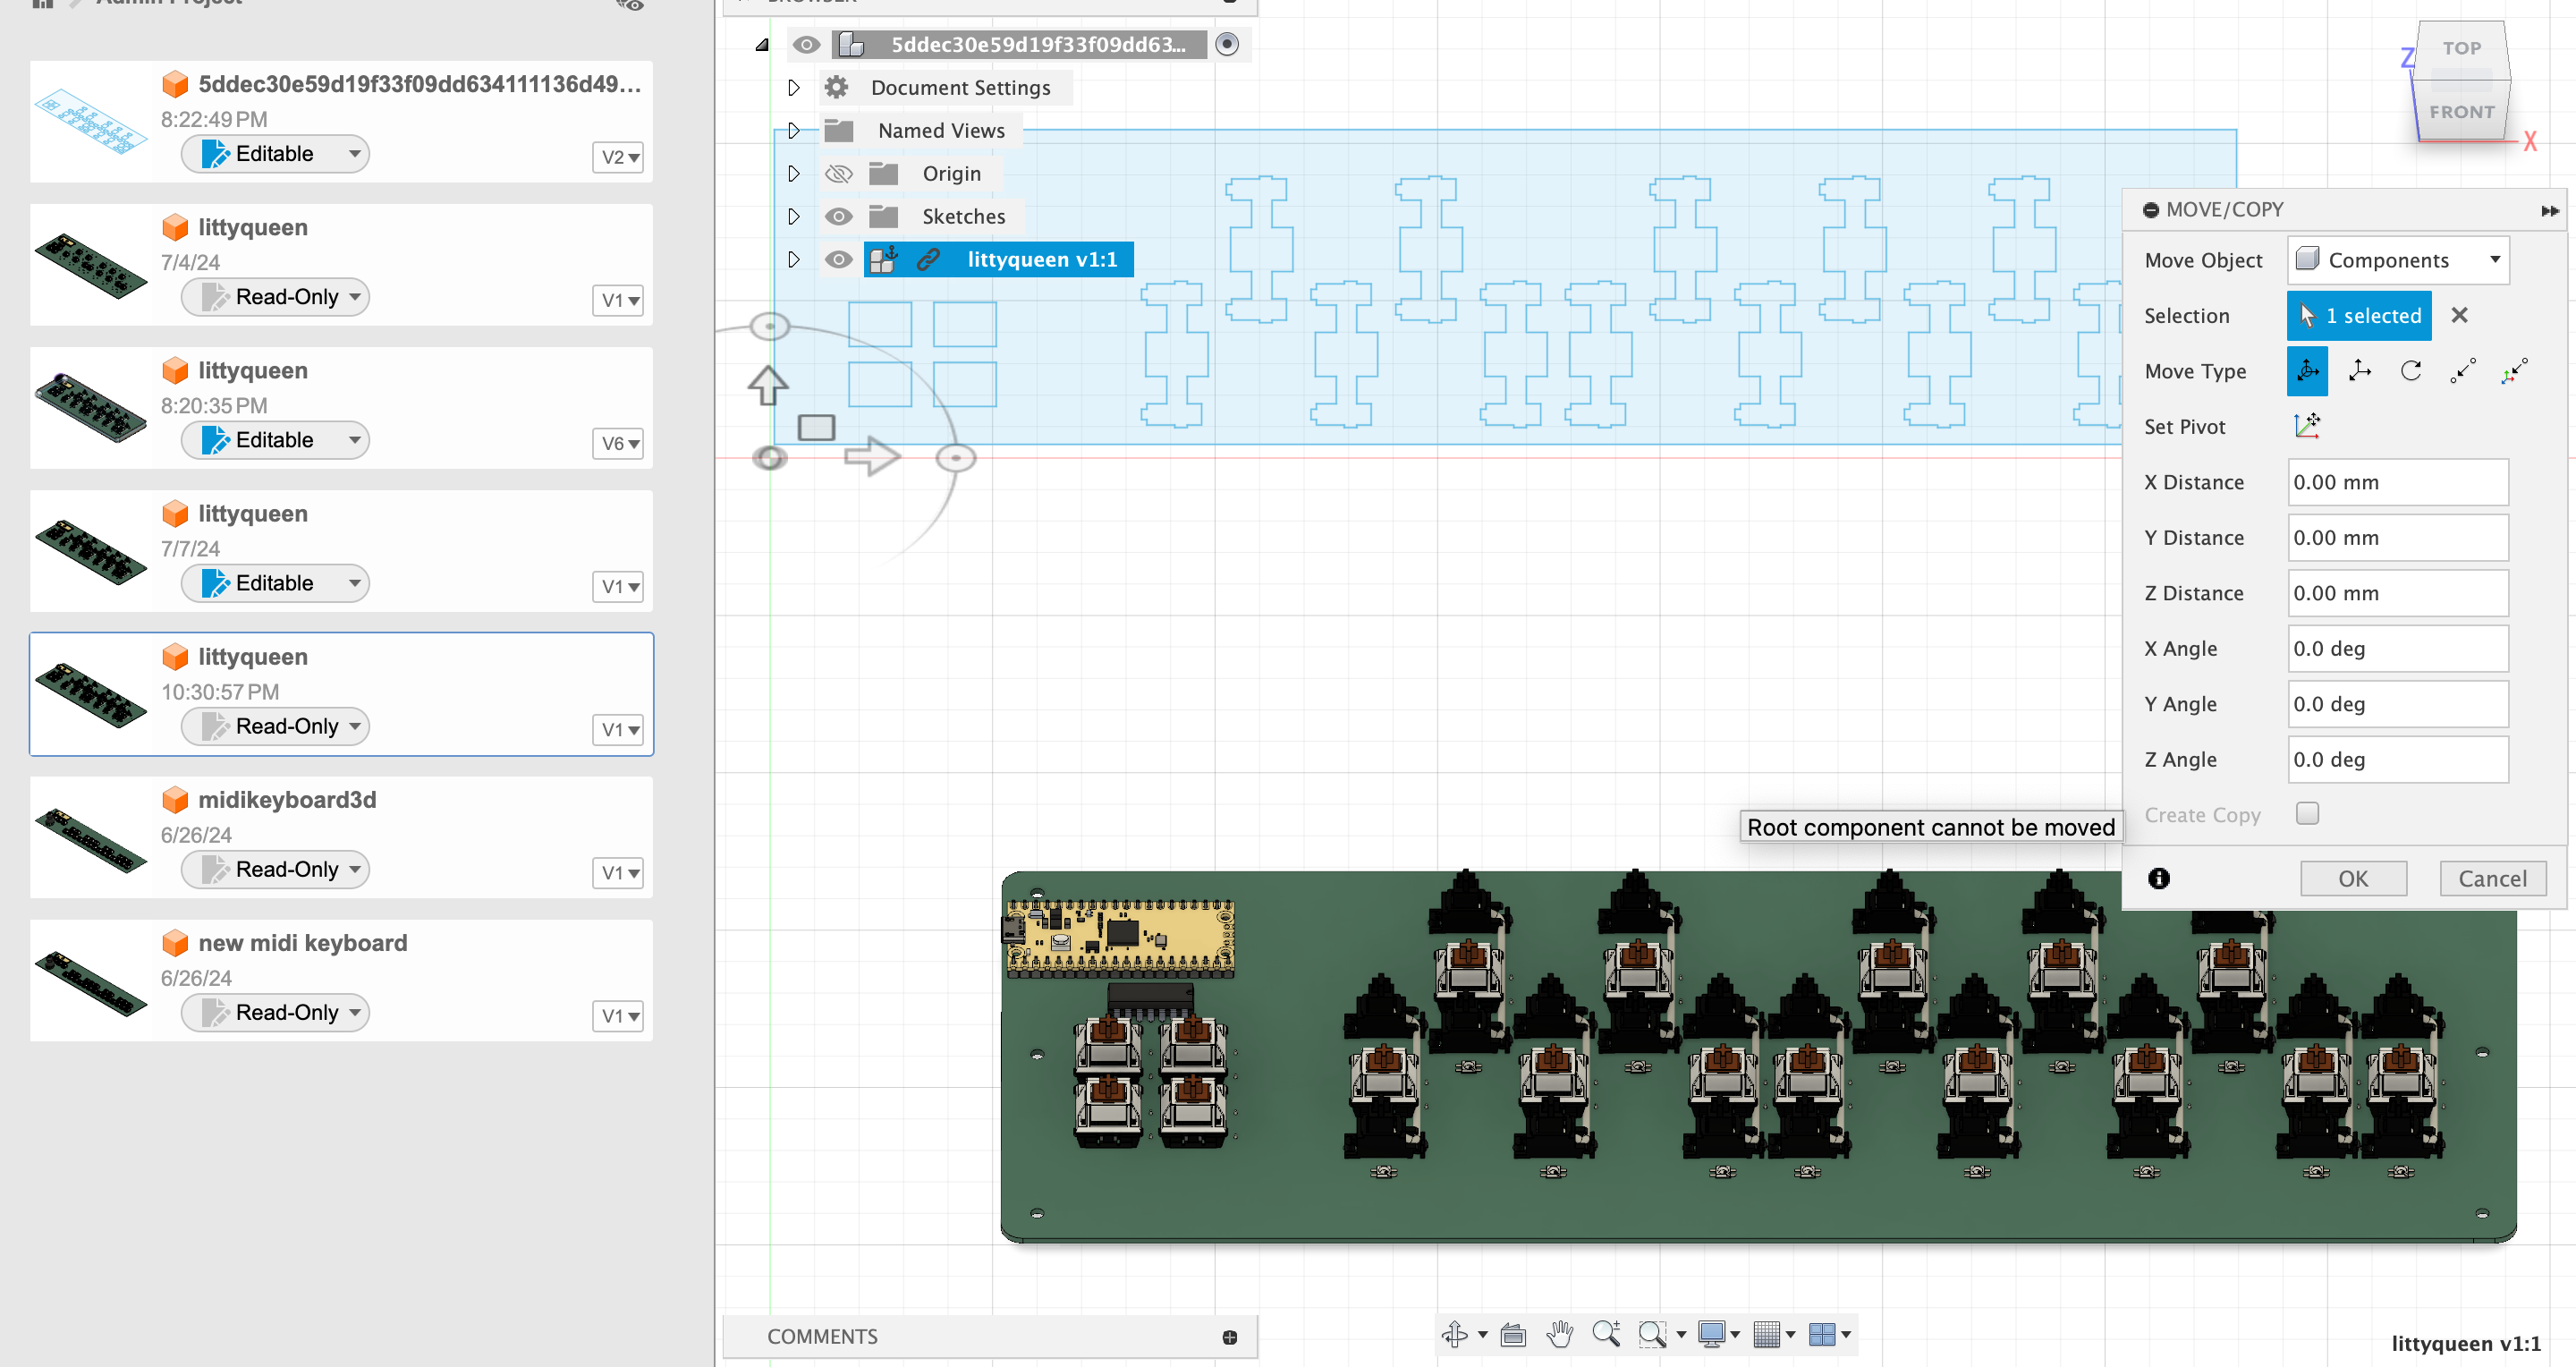 Admin Project
5ddec30e59d19f33f09dd634111136d49...
8:22:49 PM
Editable
V2
littyqueen
7/4/24
Read-Only
V1
littyqueen
8:20:35 PM
Editable
V6
littyqueen
7/7/24
Editable
V1
littyqueen
10:30:57 PM
Read-Only
V1
midikeyboard3d
6/26/24
Read-Only
V1
new midi keyboard
6/26/24
Read-Only
V1
BROWSER
5ddec30e59d19f33f09dd63...
Document Settings
Named Views
Origin
Sketches
littyqueen v1:1
TOP
FRONT
Z
X
MOVE/COPY
Move Object Components
Selection 1 selected
Move Type
Set Pivot
X Distance 0.00 mm
Y Distance 0.00 mm
Z Distance 0.00 mm
X Angle 0.0 deg
Y Angle 0.0 deg
Z Angle 0.0 deg
Create Copy
OK Cancel
Root component cannot be moved
COMMENTS
littyqueen v1:1